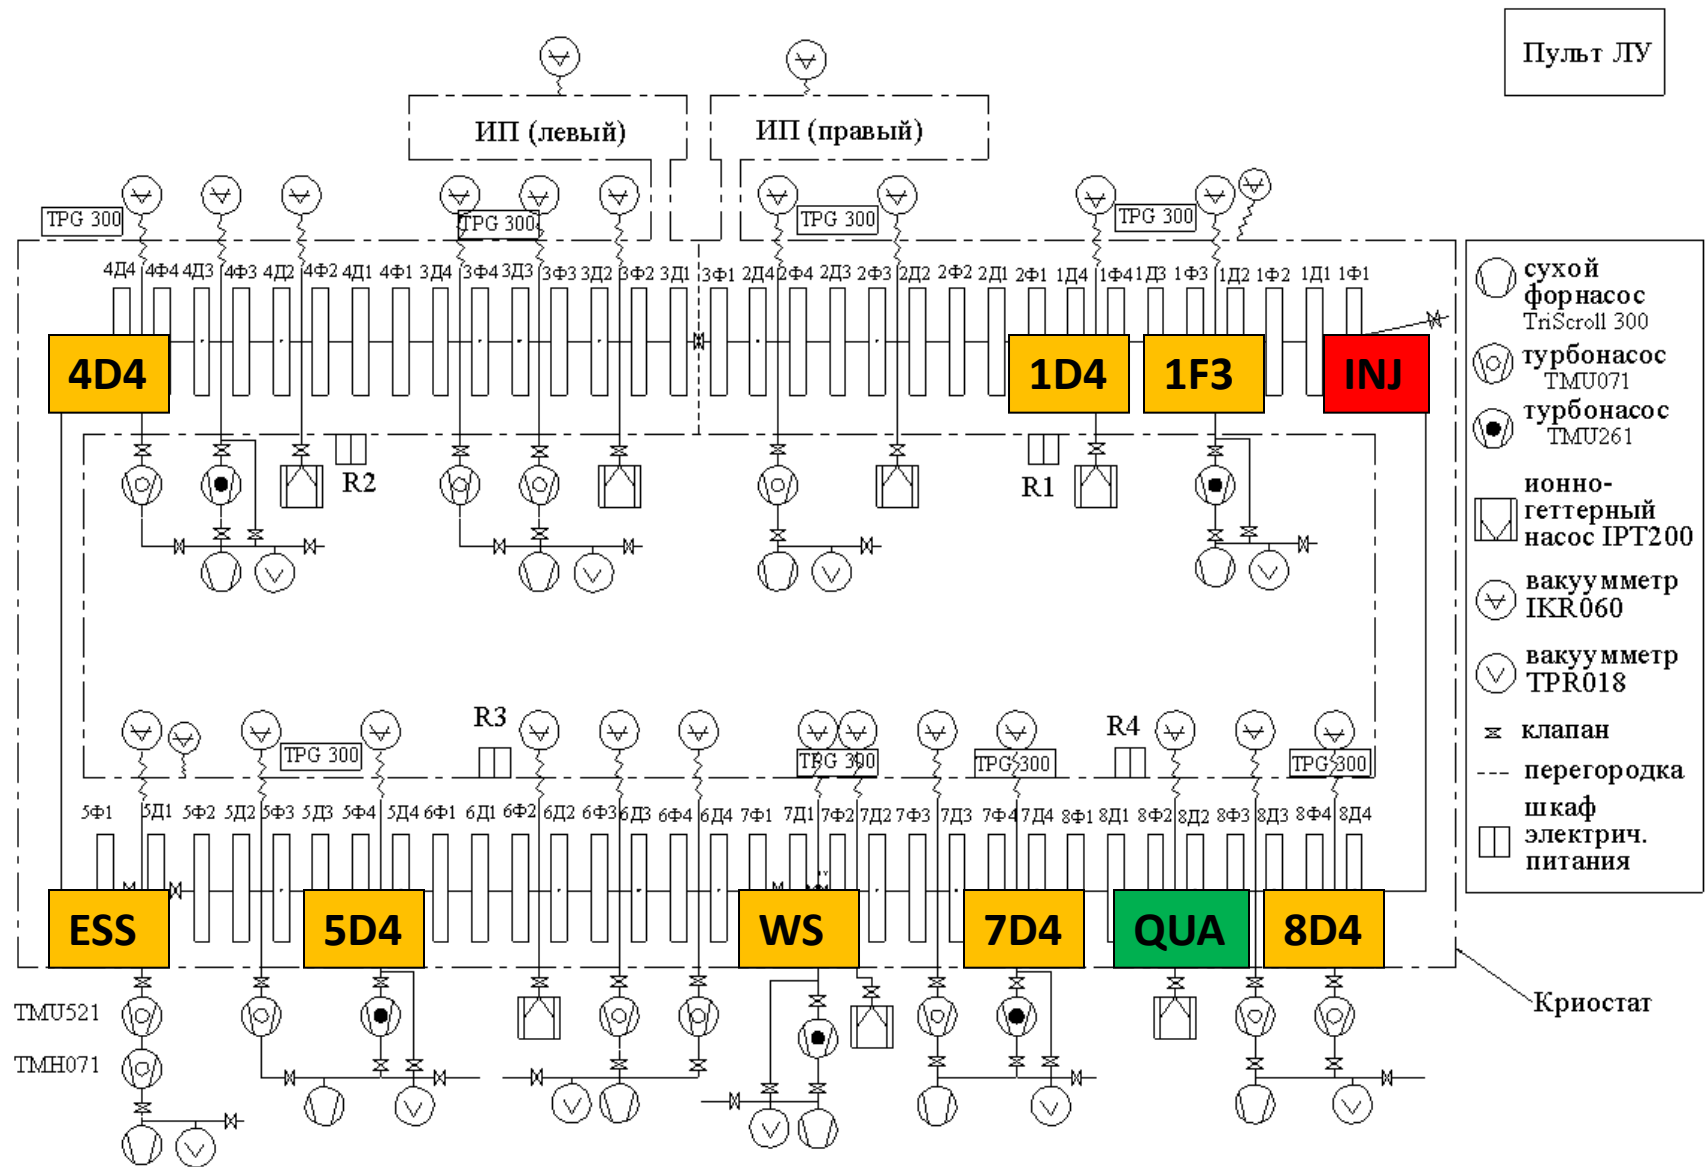 Пульт ЛУ
ИП (левый)
ИП (правый)
TPG 300
TPG 300
TPG 300
TPG 300
4Д4 4Ф4 4Д3 4Ф3 4Д2 4Ф2 4Д1 4Ф1 3Д4 3Ф4 3Д3 3Ф3 3Д2 3Ф2 3Д1 3Ф1 2Д4 2Ф4 2Д3 2Ф3 2Д2 2Ф2 2Д1 2Ф1 1Д4 1Ф4 1Д3 1Ф3 1Д2 1Ф2 1Д1 1Ф1
4D4
1D4
1F3
INJ
R2
R1
R3
R4
TPG 300
TPG 300
TPG 300
TPG 300
5Ф1 5Д1 5Ф2 5Д2 5Ф3 5Д3 5Ф4 5Д4 6Ф1 6Д1 6Ф2 6Д2 6Ф3 6Д3 6Ф4 6Д4 7Ф1 7Д1 7Ф2 7Д2 7Ф3 7Д3 7Ф4 7Д4 8Ф1 8Д1 8Ф2 8Д2 8Ф3 8Д3 8Ф4 8Д4
ESS
5D4
WS
7D4
QUA
8D4
TMU521
TMH071
Криостат
сухой
форнасос
TriScroll 300
турбонасос
TMU071
турбонасос
TMU261
ионно-
геттерный
насос IPT200
вакуумметр
IKR060
вакуумметр
TPR018
клапан
перегородка
шкаф
электрич.
питания